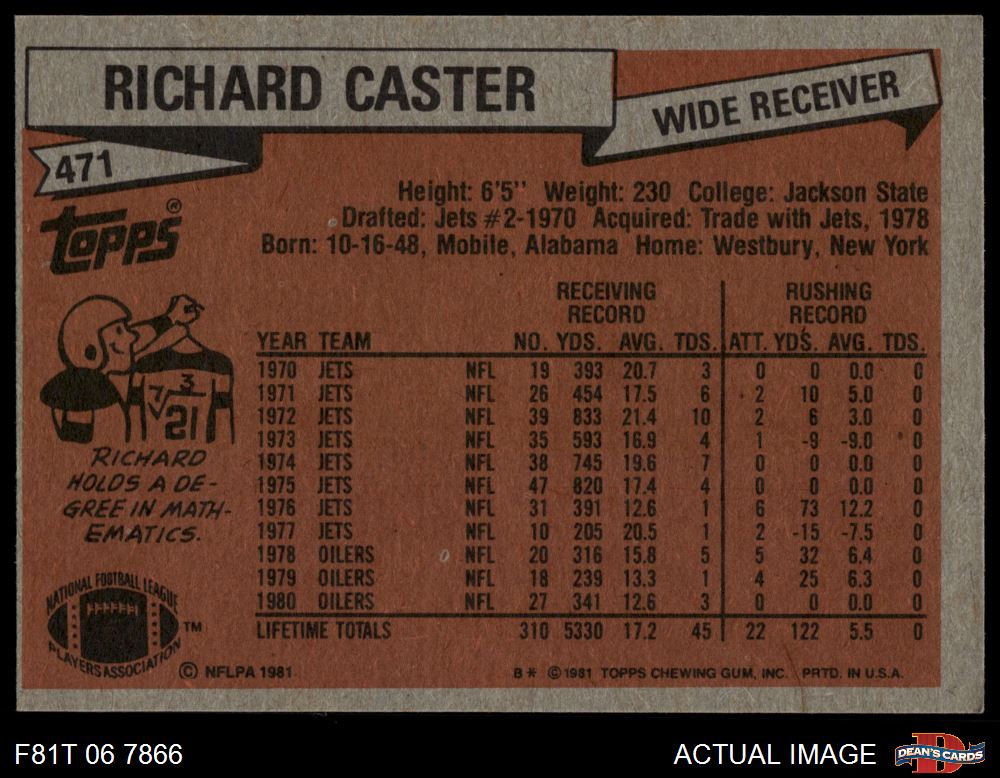 RICHARD CASTER
WIDE RECEIVER
471
Topps®
Height: 6'5" Weight: 230 College: Jackson State
Drafted: Jets #2-1970 Acquired: Trade with Jets, 1978
Born: 10-16-48, Mobile, Alabama Home: Westbury, New York
RECEIVING RECORD RUSHING RECORD
YEAR TEAM NO. YDS. AVG. TDS. ATT. YDS. AVG. TDS.
1970 JETS NFL 19 393 20.7 3 0 0 0.0 0
1971 JETS NFL 26 454 17.5 6 2 10 5.0 0
1972 JETS NFL 39 833 21.4 10 2 6 3.0 0
1973 JETS NFL 35 593 16.9 4 1 -9 -9.0 0
1974 JETS NFL 38 745 19.6 7 0 0 0.0 0
1975 JETS NFL 47 820 17.4 4 0 0 0.0 0
1976 JETS NFL 31 391 12.6 1 6 73 12.2 0
1977 JETS NFL 10 205 20.5 1 2 -15 -7.5 0
1978 OILERS NFL 20 316 15.8 5 5 32 6.4 0
1979 OILERS NFL 18 239 13.3 1 4 25 6.3 0
1980 OILERS NFL 27 341 12.6 3 0 0 0.0 0
LIFETIME TOTALS 310 5330 17.2 45 22 122 5.5 0
3
7√21
RICHARD
HOLDS A DE-
GREE IN MATH-
EMATICS.
NATIONAL FOOTBALL LEAGUE
PLAYERS ASSOCIATION ™
© NFLPA 1981
B* © 1981 TOPPS CHEWING GUM, INC. PRTD. IN U.S.A.
F81T 06 7866
ACTUAL IMAGE
D
DEAN'S CARDS